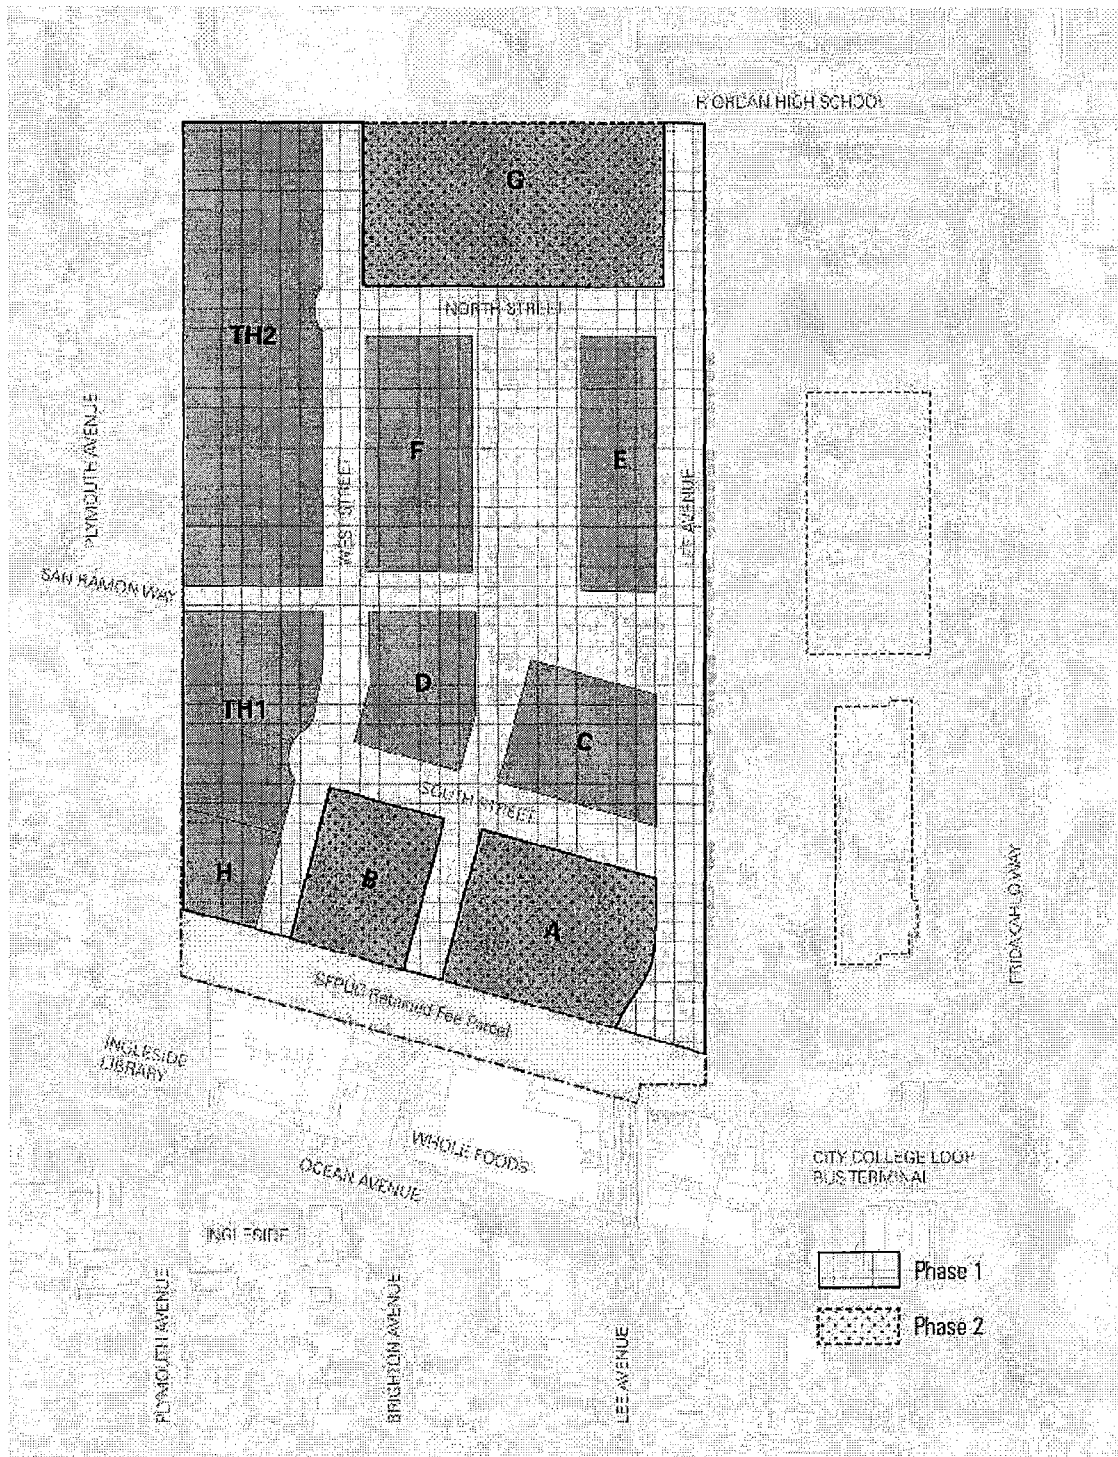 RIORDAN HIGH SCHOOL
G
NORTH STREET
TH2
F
E
PLYMOUTH AVENUE
WEST STREET
LEE AVENUE
SAN RAMON WAY
D
TH1
C
SOUTH STREET
H
B
A
FRIDA KAHLO WAY
SFPUC Retained Fee Parcel
INGLESIDE
LIBRARY
WHOLE FOODS
OCEAN AVENUE
CITY COLLEGE LOOP
BUS TERMINAL
INGLESIDE
Phase 1
Phase 2
PLYMOUTH AVENUE
BRIGHTON AVENUE
LEE AVENUE